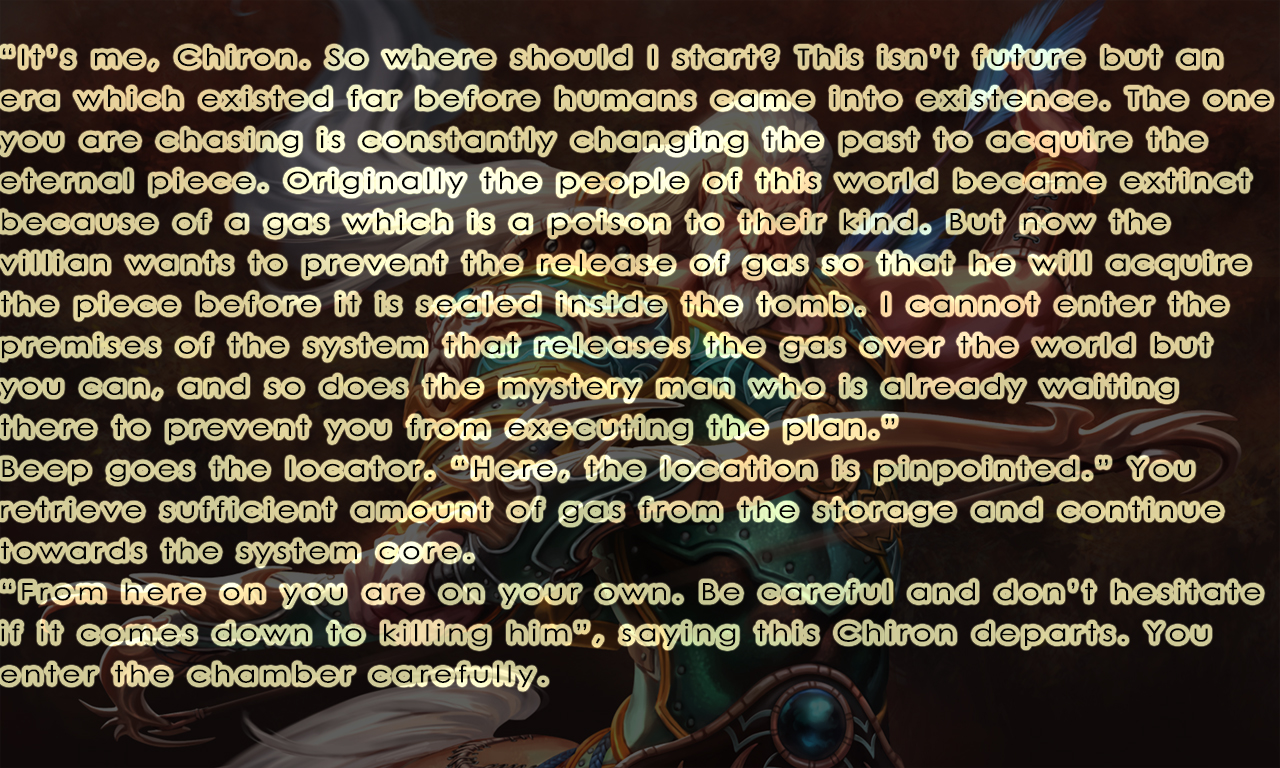 “It’s me, Chiron. So where should I start? This isn’t future but an
era which existed far before humans came into existence. The one
you are chasing is constantly changing the past to acquire the
eternal piece. Originally the people of this world became extinct
because of a gas which is a poison to their kind. But now the
villian wants to prevent the release of gas so that he will acquire
the piece before it is sealed inside the tomb. I cannot enter the
premises of the system that releases the gas over the world but
you can, and so does the mystery man who is already waiting
there to prevent you from executing the plan.”
Beep goes the locator. “Here, the location is pinpointed.” You
retrieve sufficient amount of gas from the storage and continue
towards the system core.
“From here on you are on your own. Be careful and don’t hesitate
if it comes down to killing him”, saying this Chiron departs. You
enter the chamber carefully.